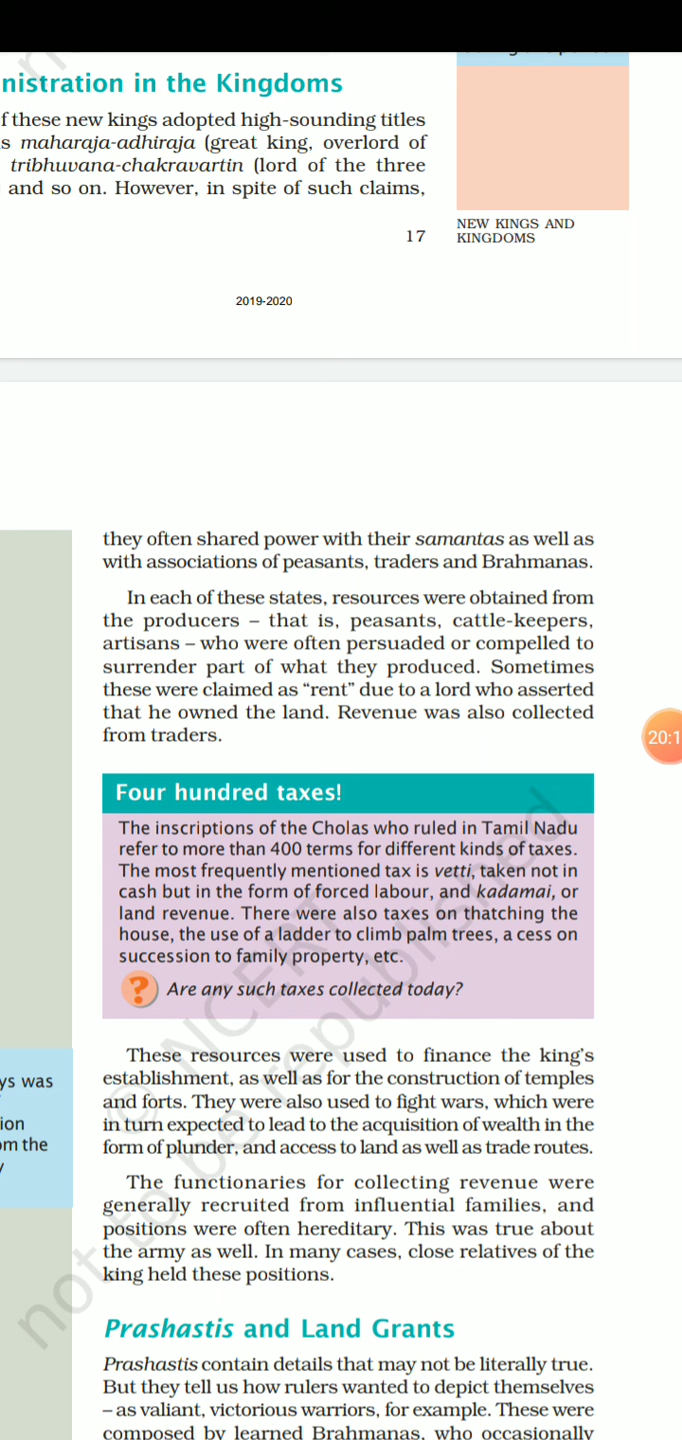 nistration in the Kingdoms
f these new kings adopted high-sounding titles
s maharaja-adhiraja (great king, overlord of
tribhuvana-chakravartin (lord of the three
and so on. However, in spite of such claims,
17
NEW KINGS AND
KINGDOMS
2019-2020
they often shared power with their samantas as well as
with associations of peasants, traders and Brahmanas.
In each of these states, resources were obtained from
the producers – that is, peasants, cattle-keepers,
artisans – who were often persuaded or compelled to
surrender part of what they produced. Sometimes
these were claimed as “rent” due to a lord who asserted
that he owned the land. Revenue was also collected
from traders.
20:1
Four hundred taxes!
The inscriptions of the Cholas who ruled in Tamil Nadu
refer to more than 400 terms for different kinds of taxes.
The most frequently mentioned tax is vetti, taken not in
cash but in the form of forced labour, and kadamai, or
land revenue. There were also taxes on thatching the
house, the use of a ladder to climb palm trees, a cess on
succession to family property, etc.
? Are any such taxes collected today?
These resources were used to finance the king’s
establishment, as well as for the construction of temples
and forts. They were also used to fight wars, which were
in turn expected to lead to the acquisition of wealth in the
form of plunder, and access to land as well as trade routes.
ys was
ion
om the
y
The functionaries for collecting revenue were
generally recruited from influential families, and
positions were often hereditary. This was true about
the army as well. In many cases, close relatives of the
king held these positions.
Prashastis and Land Grants
Prashastis contain details that may not be literally true.
But they tell us how rulers wanted to depict themselves
– as valiant, victorious warriors, for example. These were
composed by learned Brahmanas, who occasionally
© NCERT
not to be republished